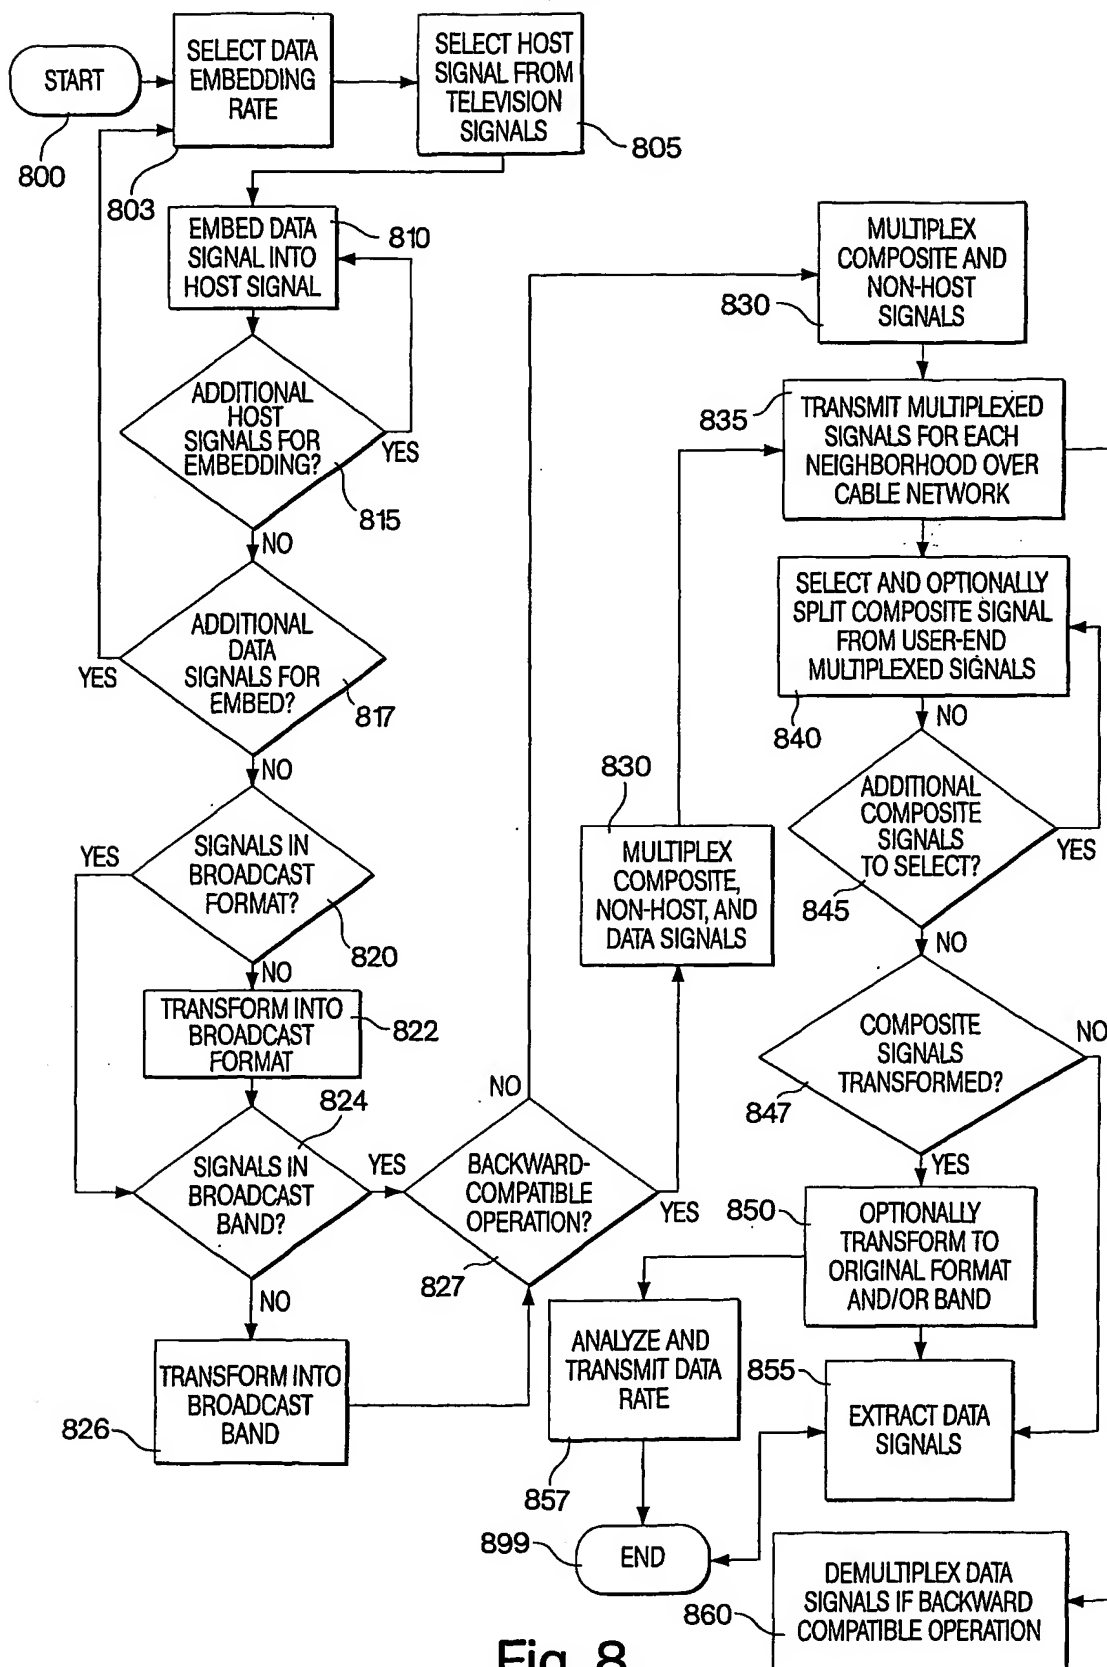 START
800
SELECT DATA
EMBEDDING
RATE
803
SELECT HOST
SIGNAL FROM
TELEVISION
SIGNALS
805
EMBED DATA
SIGNAL INTO
HOST SIGNAL
810
ADDITIONAL
HOST
SIGNALS FOR
EMBEDDING?
YES
815
NO
ADDITIONAL
DATA
SIGNALS FOR
EMBED?
YES
817
NO
SIGNALS IN
BROADCAST
FORMAT?
YES
820
NO
TRANSFORM INTO
BROADCAST
FORMAT
822
824
SIGNALS IN
BROADCAST
BAND?
YES
NO
TRANSFORM INTO
BROADCAST
BAND
826
NO
BACKWARD-
COMPATIBLE
OPERATION?
YES
827
830
MULTIPLEX
COMPOSITE,
NON-HOST, AND
DATA SIGNALS
MULTIPLEX
COMPOSITE AND
NON-HOST
SIGNALS
830
835
TRANSMIT MULTIPLEXED
SIGNALS FOR EACH
NEIGHBORHOOD OVER
CABLE NETWORK
SELECT AND OPTIONALLY
SPLIT COMPOSITE SIGNAL
FROM USER-END
MULTIPLEXED SIGNALS
840
NO
ADDITIONAL
COMPOSITE
SIGNALS
TO SELECT?
YES
845
NO
COMPOSITE
SIGNALS
TRANSFORMED?
NO
847
YES
850
OPTIONALLY
TRANSFORM TO
ORIGINAL FORMAT
AND/OR BAND
ANALYZE AND
TRANSMIT DATA
RATE
857
855
EXTRACT DATA
SIGNALS
899
END
DEMULTIPLEX DATA
SIGNALS IF BACKWARD
COMPATIBLE OPERATION
860
Fig. 8